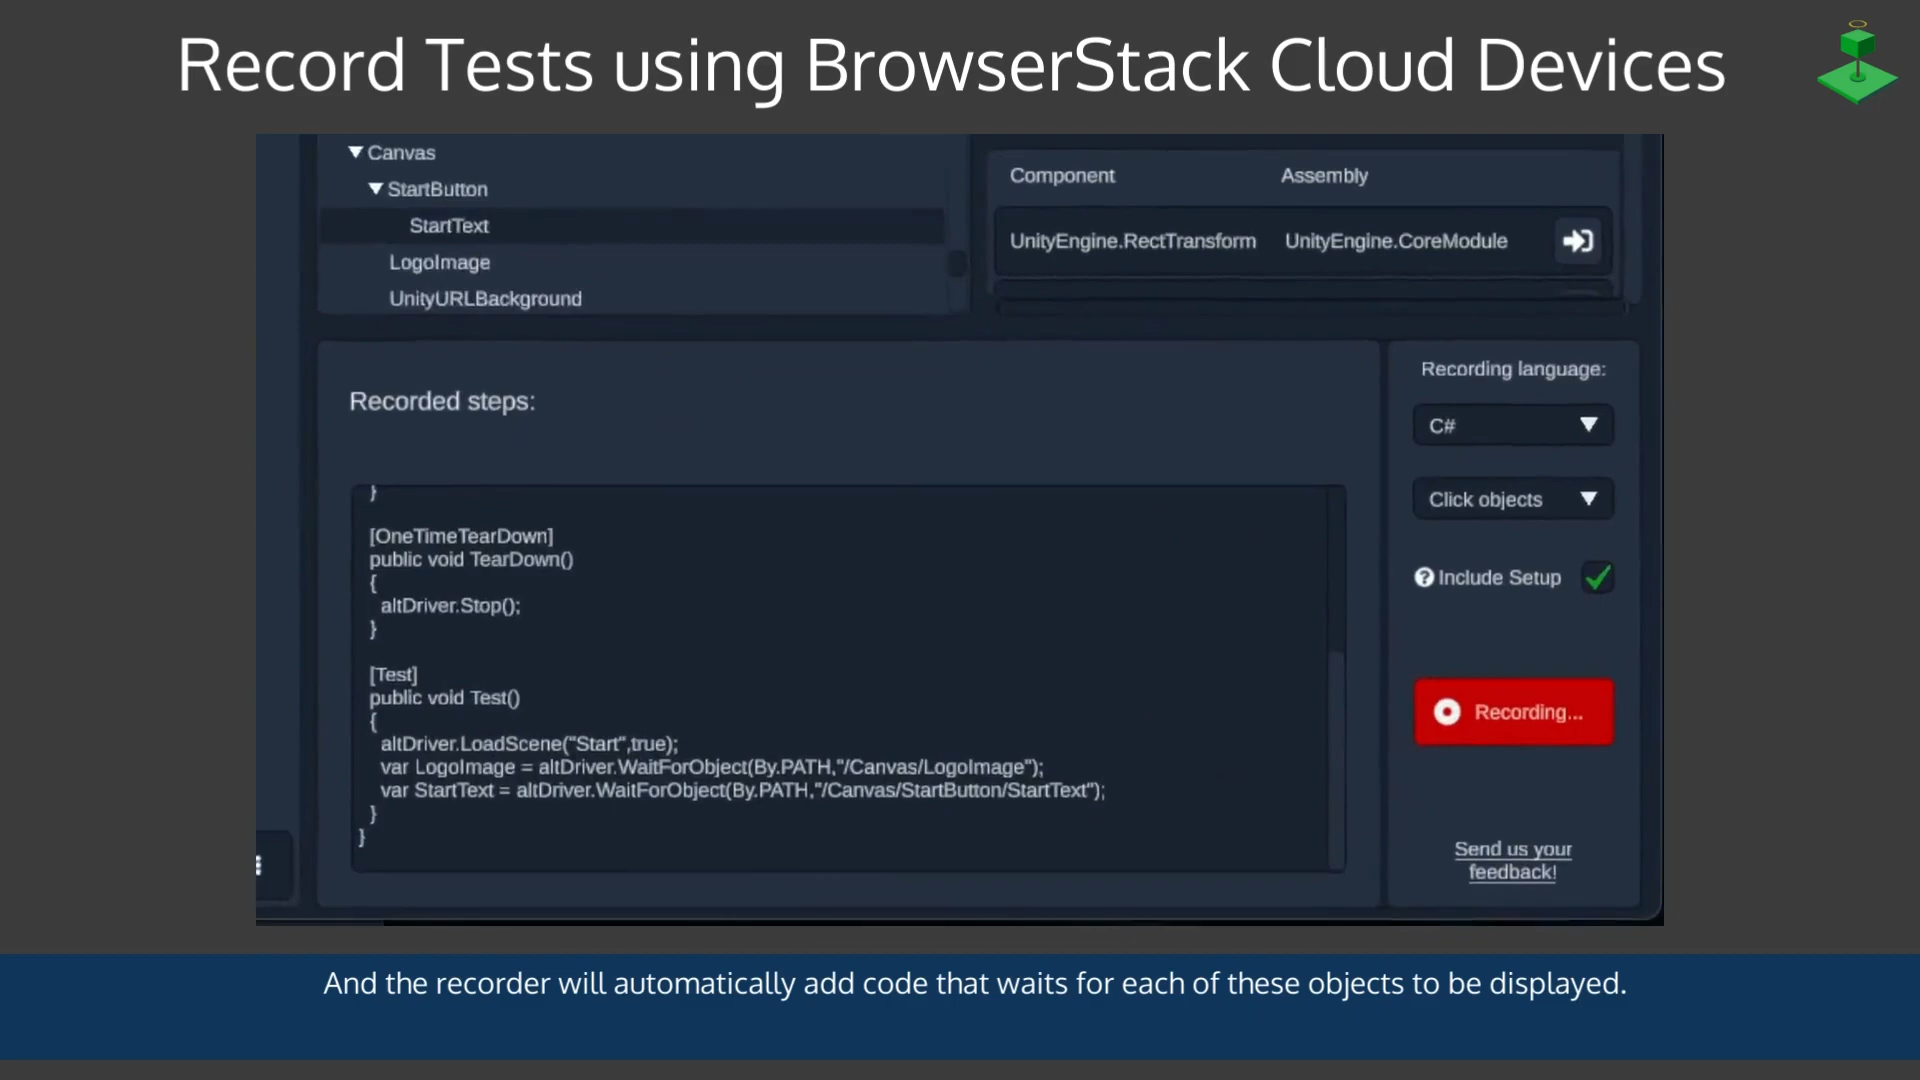 Record Tests using BrowserStack Cloud Devices
Canvas
StartButton
StartText
LogoImage
UnityURLBackground
Component Assembly
UnityEngine.RectTransform UnityEngine.CoreModule
Recorded steps:
}
[OneTimeTearDown]
public void TearDown()
{
altDriver.Stop();
}
[Test]
public void Test()
{
altDriver.LoadScene("Start",true);
var LogoImage = altDriver.WaitForObject(By.PATH,"/Canvas/LogoImage");
var StartText = altDriver.WaitForObject(By.PATH,"/Canvas/StartButton/StartText");
}
}
Recording language:
C#
Click objects
? Include Setup
Recording...
Send us your
feedback!
And the recorder will automatically add code that waits for each of these objects to be displayed.